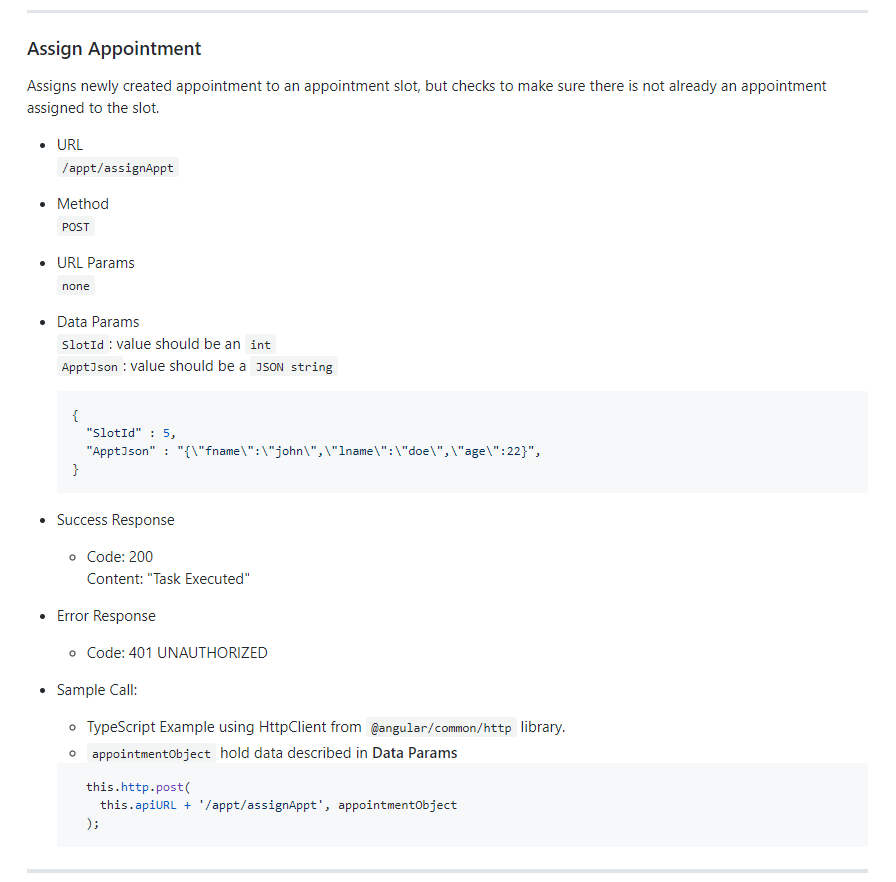 Assign Appointment
Assigns newly created appointment to an appointment slot, but checks to make sure there is not already an appointment
assigned to the slot.
URL
/appt/assignAppt
Method
POST
URL Params
none
Data Params
SlotId : value should be an int
ApptJson : value should be a JSON string
{
  "SlotId" : 5,
  "ApptJson" : "{\"fname\":\"john\",\"lname\":\"doe\",\"age\":22}",
}
Success Response
Code: 200
Content: "Task Executed"
Error Response
Code: 401 UNAUTHORIZED
Sample Call:
TypeScript Example using HttpClient from @angular/common/http library.
appointmentObject hold data described in Data Params
this.http.post(
  this.apiURL + '/appt/assignAppt', appointmentObject
);